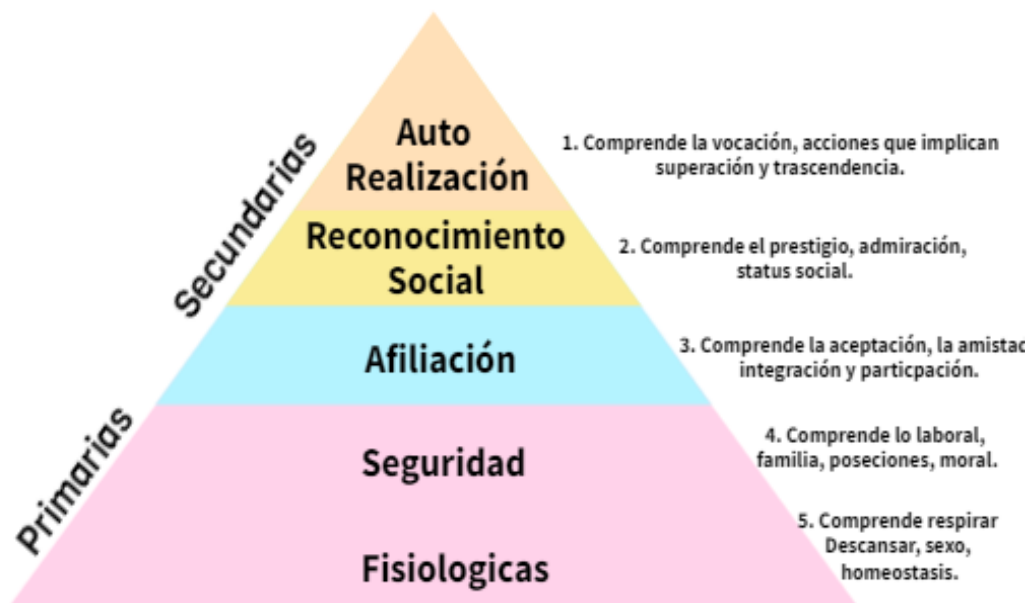 Secundarias
Primarias
Auto
Realización
1. Comprende la vocación, acciones que implican
superación y trascendencia.
Reconocimiento
Social
2. Comprende el prestigio, admiración,
status social.
Afiliación
3. Comprende la aceptación, la amistad
integración y particpación.
Seguridad
4. Comprende lo laboral,
familia, poseciones, moral.
Fisiologicas
5. Comprende respirar
Descansar, sexo,
homeostasis.